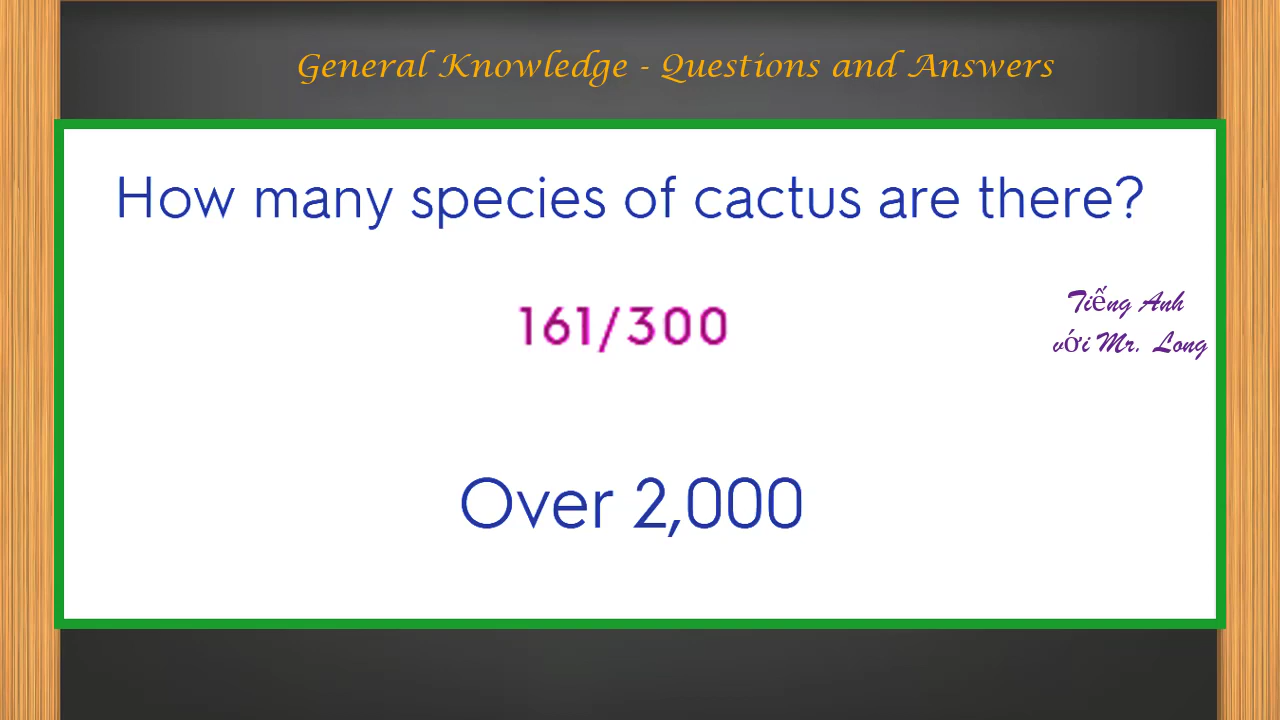 General Knowledge - Questions and Answers
How many species of cactus are there?
161/300
Tiếng Anh
với Mr. Long
Over 2,000